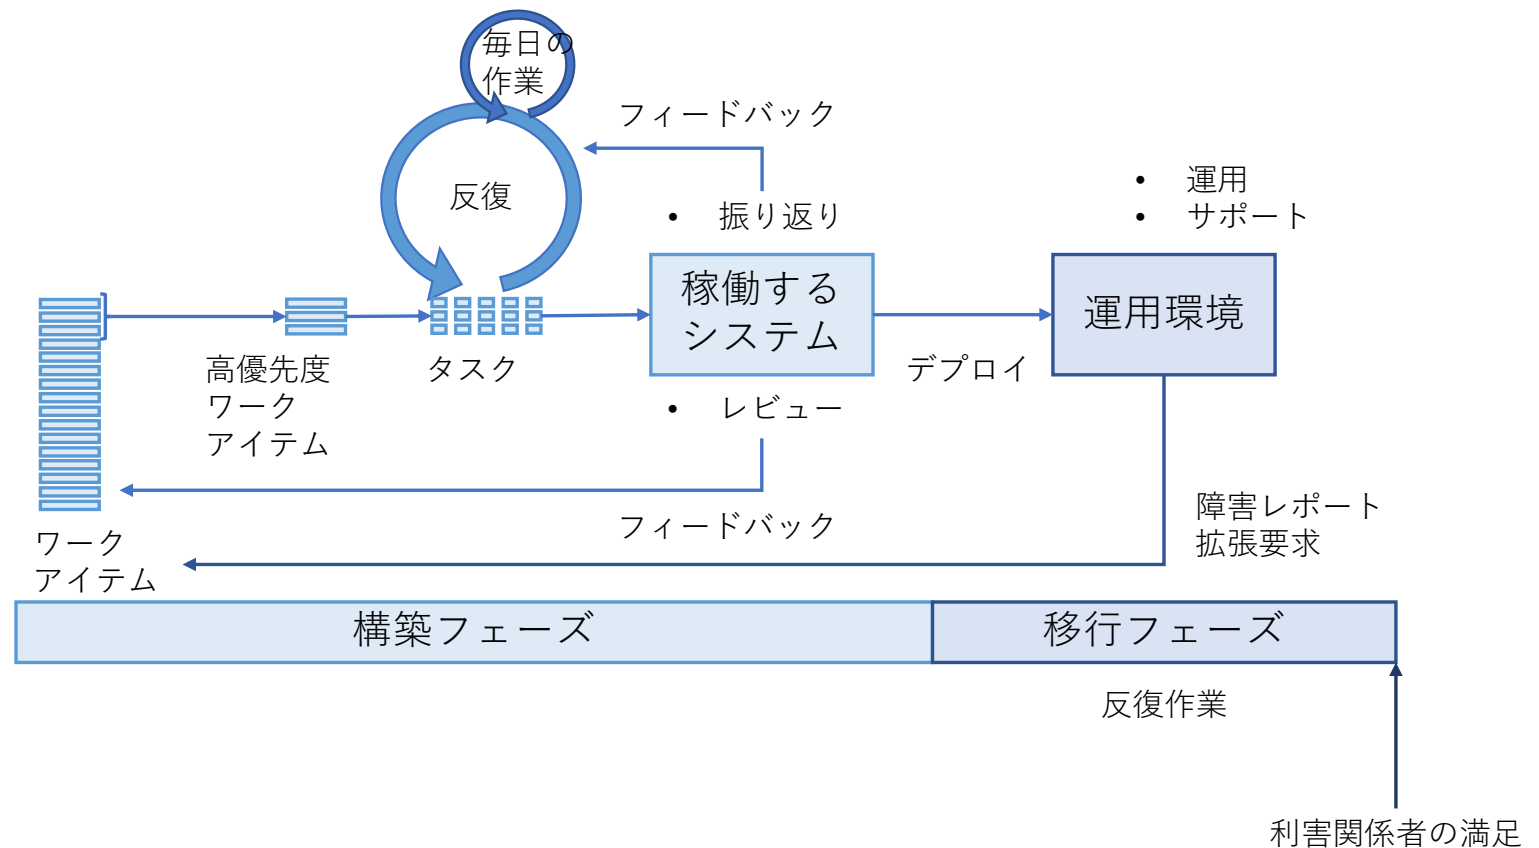 毎日の
作業
フィードバック
反復
• 運用
• サポート
• 振り返り
稼働する
システム
運用環境
高優先度
ワーク
アイテム
タスク
デプロイ
• レビュー
フィードバック
障害レポート
拡張要求
ワーク
アイテム
構築フェーズ
移行フェーズ
反復作業
利害関係者の満足